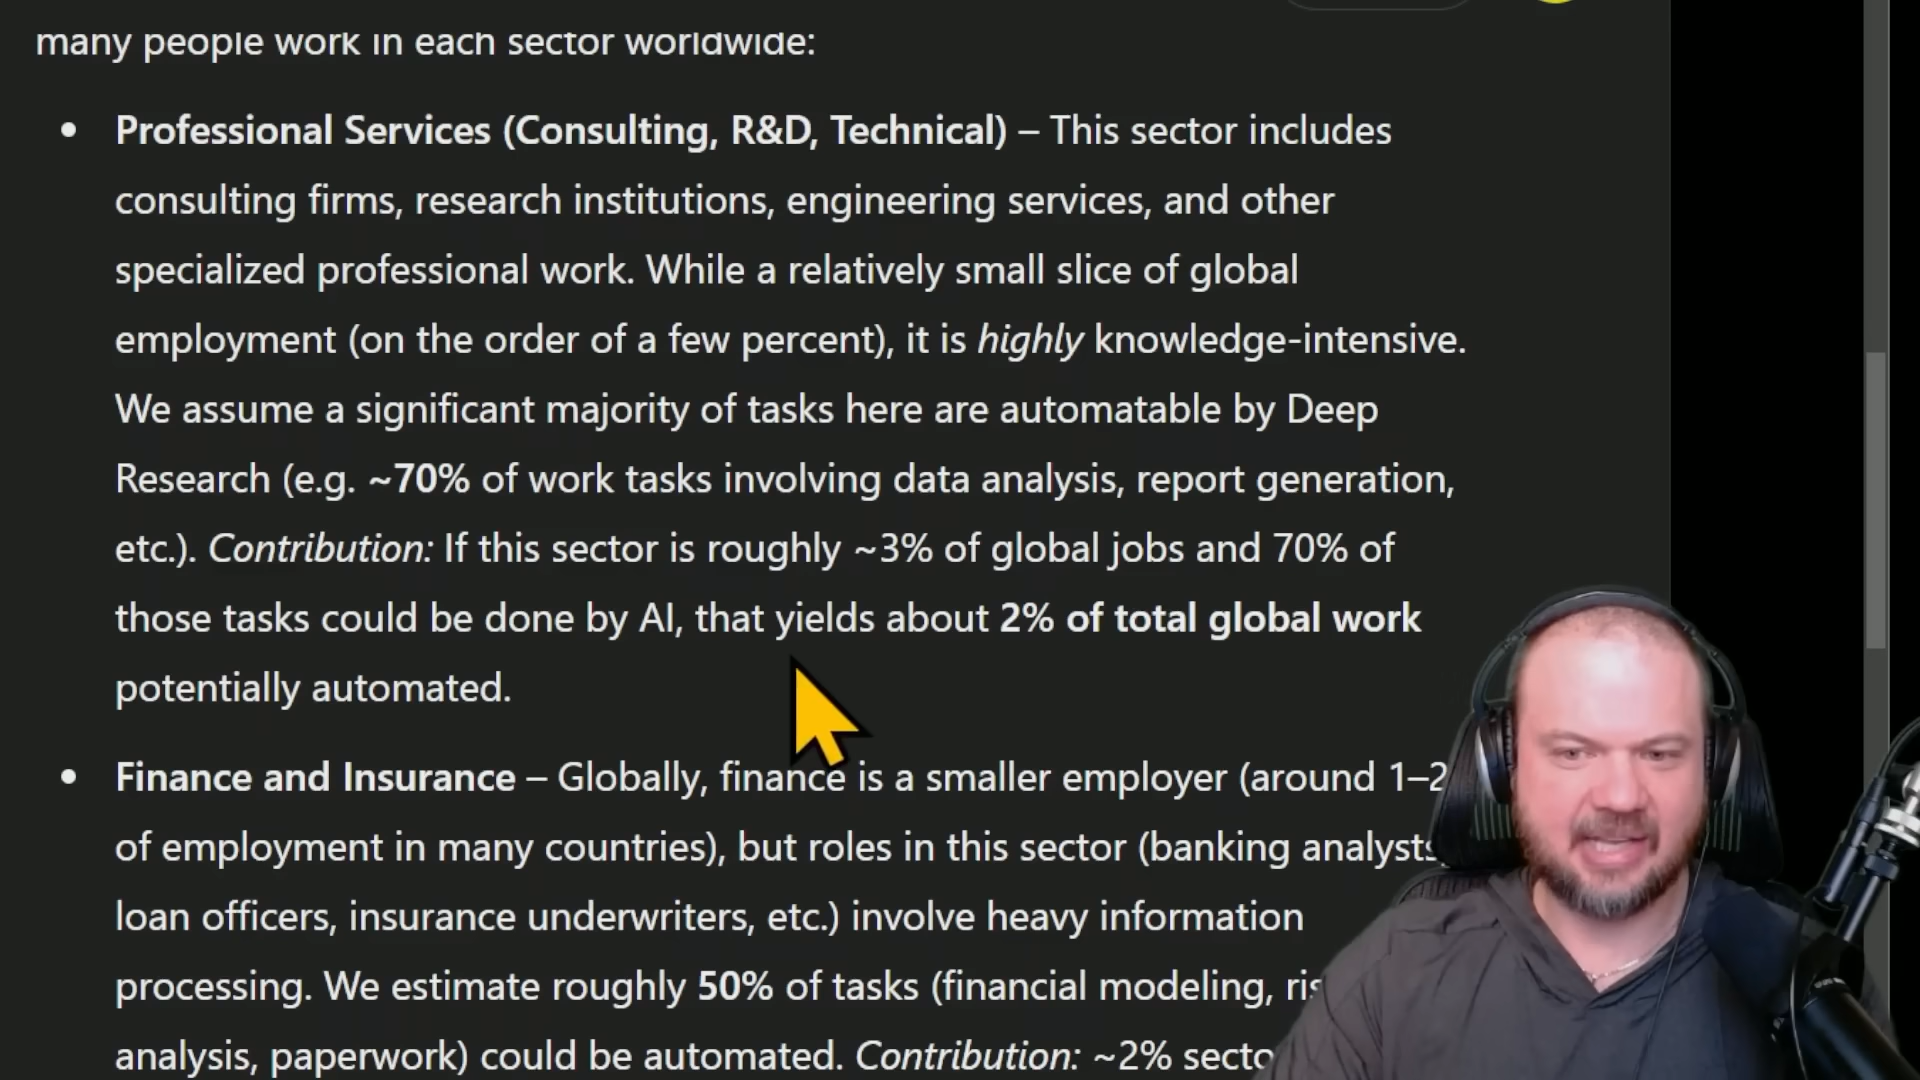 many people work in each sector worldwide:
• Professional Services (Consulting, R&D, Technical) – This sector includes
consulting firms, research institutions, engineering services, and other
specialized professional work. While a relatively small slice of global
employment (on the order of a few percent), it is highly knowledge-intensive.
We assume a significant majority of tasks here are automatable by Deep
Research (e.g. ~70% of work tasks involving data analysis, report generation,
etc.). Contribution: If this sector is roughly ~3% of global jobs and 70% of
those tasks could be done by AI, that yields about 2% of total global work
potentially automated.
• Finance and Insurance – Globally, finance is a smaller employer (around 1–2
of employment in many countries), but roles in this sector (banking analysts,
loan officers, insurance underwriters, etc.) involve heavy information
processing. We estimate roughly 50% of tasks (financial modeling,
analysis, paperwork) could be automated. Contribution: ~2%